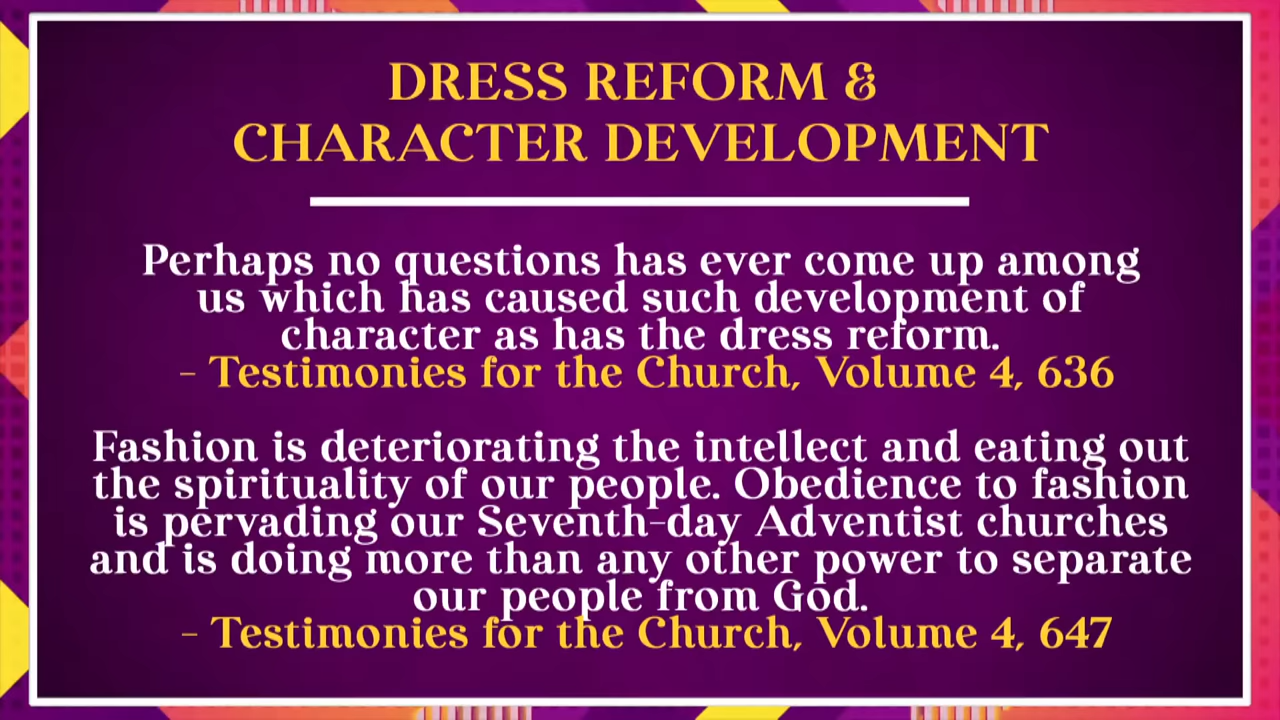 DRESS REFORM &
CHARACTER DEVELOPMENT
Perhaps no questions has ever come up among
us which has caused such development of
character as has the dress reform.
- Testimonies for the Church, Volume 4, 636
Fashion is deteriorating the intellect and eating out
the spirituality of our people. Obedience to fashion
is pervading our Seventh-day Adventist churches
and is doing more than any other power to separate
our people from God.
- Testimonies for the Church, Volume 4, 647